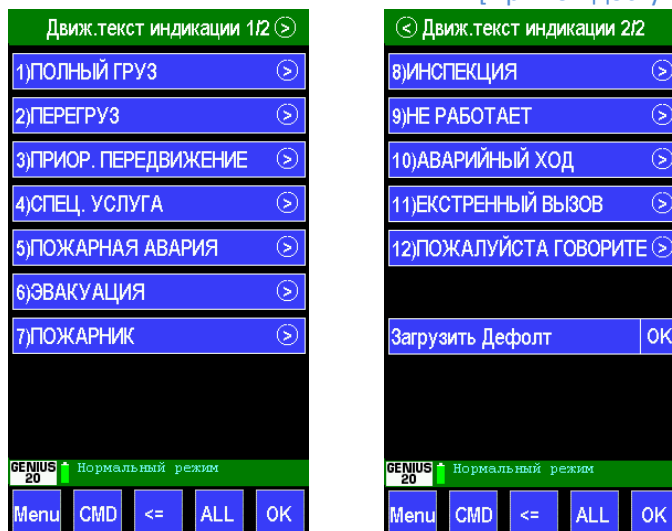 Движ.текст индикации 1/2 >
1)ПОЛНЫЙ ГРУЗ >
2)ПЕРЕГРУЗ >
3)ПРИОР. ПЕРЕДВИЖЕНИЕ >
4)СПЕЦ. УСЛУГА >
5)ПОЖАРНАЯ АВАРИЯ >
6)ЭВАКУАЦИЯ >
7)ПОЖАРНИК >
GENIUS 20 Нормальный режим
Menu CMD <= ALL OK
< Движ.текст индикации 2/2
8)ИНСПЕКЦИЯ >
9)НЕ РАБОТАЕТ >
10)АВАРИЙНЫЙ ХОД >
11)ЕКСТРЕННЫЙ ВЫЗОВ >
12)ПОЖАЛУЙСТА ГОВОРИТЕ >
Загрузить Дефолт OK
GENIUS 20 Нормальный режим
Menu CMD <= ALL OK